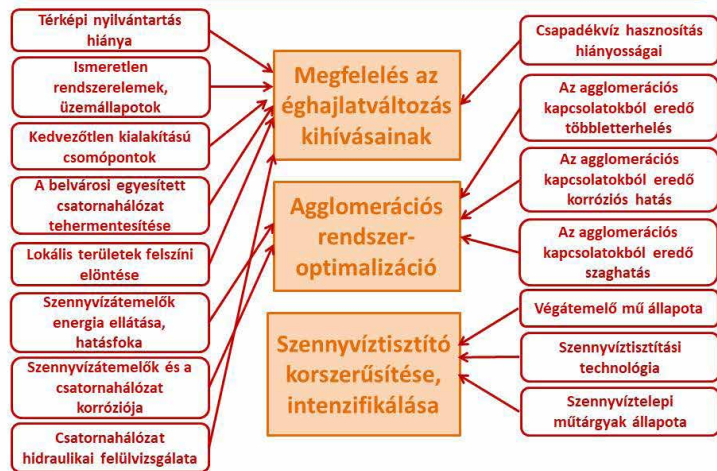 Térképi nyilvántartás
hiánya
Ismeretlen
rendszerelemek,
üzemállapotok
Kedvezőtlen kialakítású
csomópontok
A belvárosi egyesített
csatornahálózat
tehermentesítése
Lokális területek felszíni
elöntése
Szennyvízátemelők
energia ellátása,
hatásfoka
Szennyvízátemelők és a
csatornahálózat
korróziója
Csatornahálózat
hidraulikai felülvizsgálata
Megfelelés az
éghajlatváltozás
kihívásainak
Agglomerációs
rendszer-
optimalizáció
Szennyvíztisztító
korszerűsítése,
intenzifikálása
Csapadékvíz hasznosítás
hiányosságai
Az agglomerációs
kapcsolatokból eredő
többletterhelés
Az agglomerációs
kapcsolatokból eredő
korróziós hatás
Az agglomerációs
kapcsolatokból eredő
szaghatás
Végátemelő mű állapota
Szennyvíztisztítási
technológia
Szennyvíztelepi
műtárgyak állapota